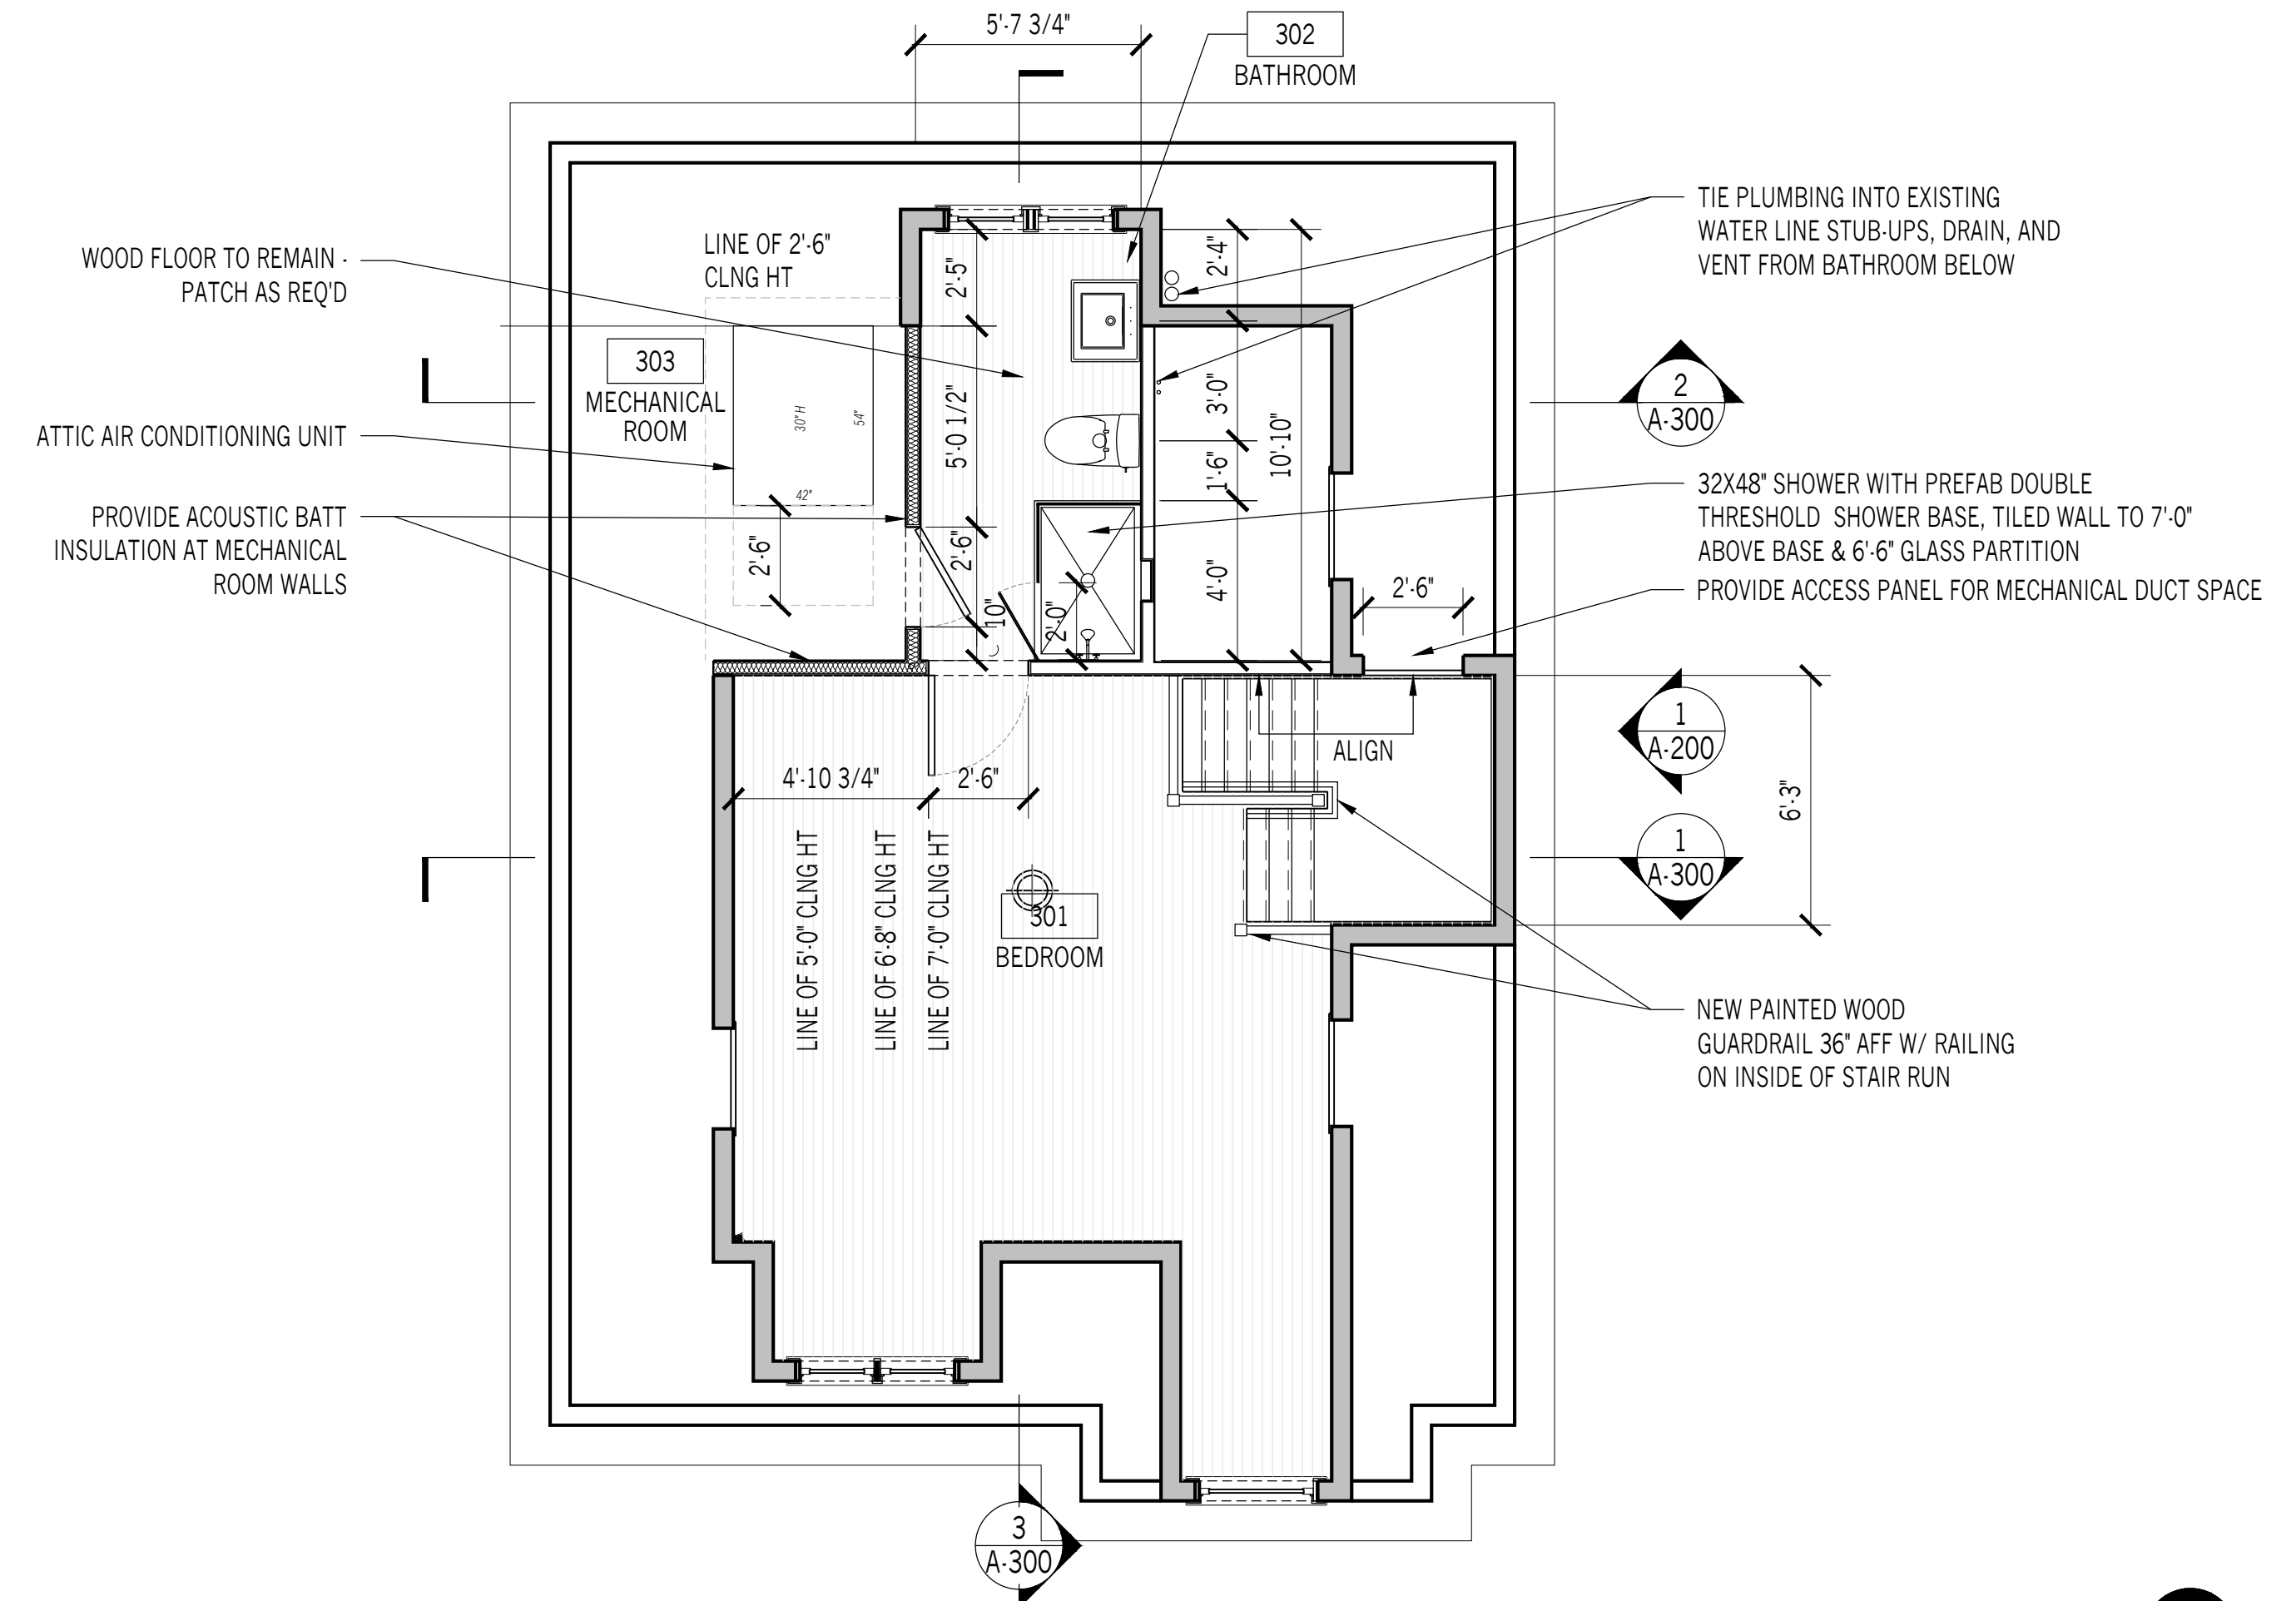 5'-7 3/4"
302
BATHROOM
TIE PLUMBING INTO EXISTING
WATER LINE STUB-UPS, DRAIN, AND
VENT FROM BATHROOM BELOW
WOOD FLOOR TO REMAIN -
PATCH AS REQ'D
LINE OF 2'-6"
CLNG HT
2'-5"
2'-4"
303
MECHANICAL
ROOM
30" H
54"
42"
5'-0 1/2"
3'-0"
10'-10"
1'-6"
2
A-300
ATTIC AIR CONDITIONING UNIT
32X48" SHOWER WITH PREFAB DOUBLE
THRESHOLD SHOWER BASE, TILED WALL TO 7'-0"
ABOVE BASE & 6'-6" GLASS PARTITION
PROVIDE ACOUSTIC BATT
INSULATION AT MECHANICAL
ROOM WALLS
2'-6"
2'-6"
10"
2'-0"
4'-0"
2'-6"
PROVIDE ACCESS PANEL FOR MECHANICAL DUCT SPACE
1
A-200
ALIGN
4'-10 3/4"
2'-6"
6'-3"
1
A-300
LINE OF 5'-0" CLNG HT
LINE OF 6'-8" CLNG HT
LINE OF 7'-0" CLNG HT
301
BEDROOM
NEW PAINTED WOOD
GUARDRAIL 36" AFF W/ RAILING
ON INSIDE OF STAIR RUN
3
A-300